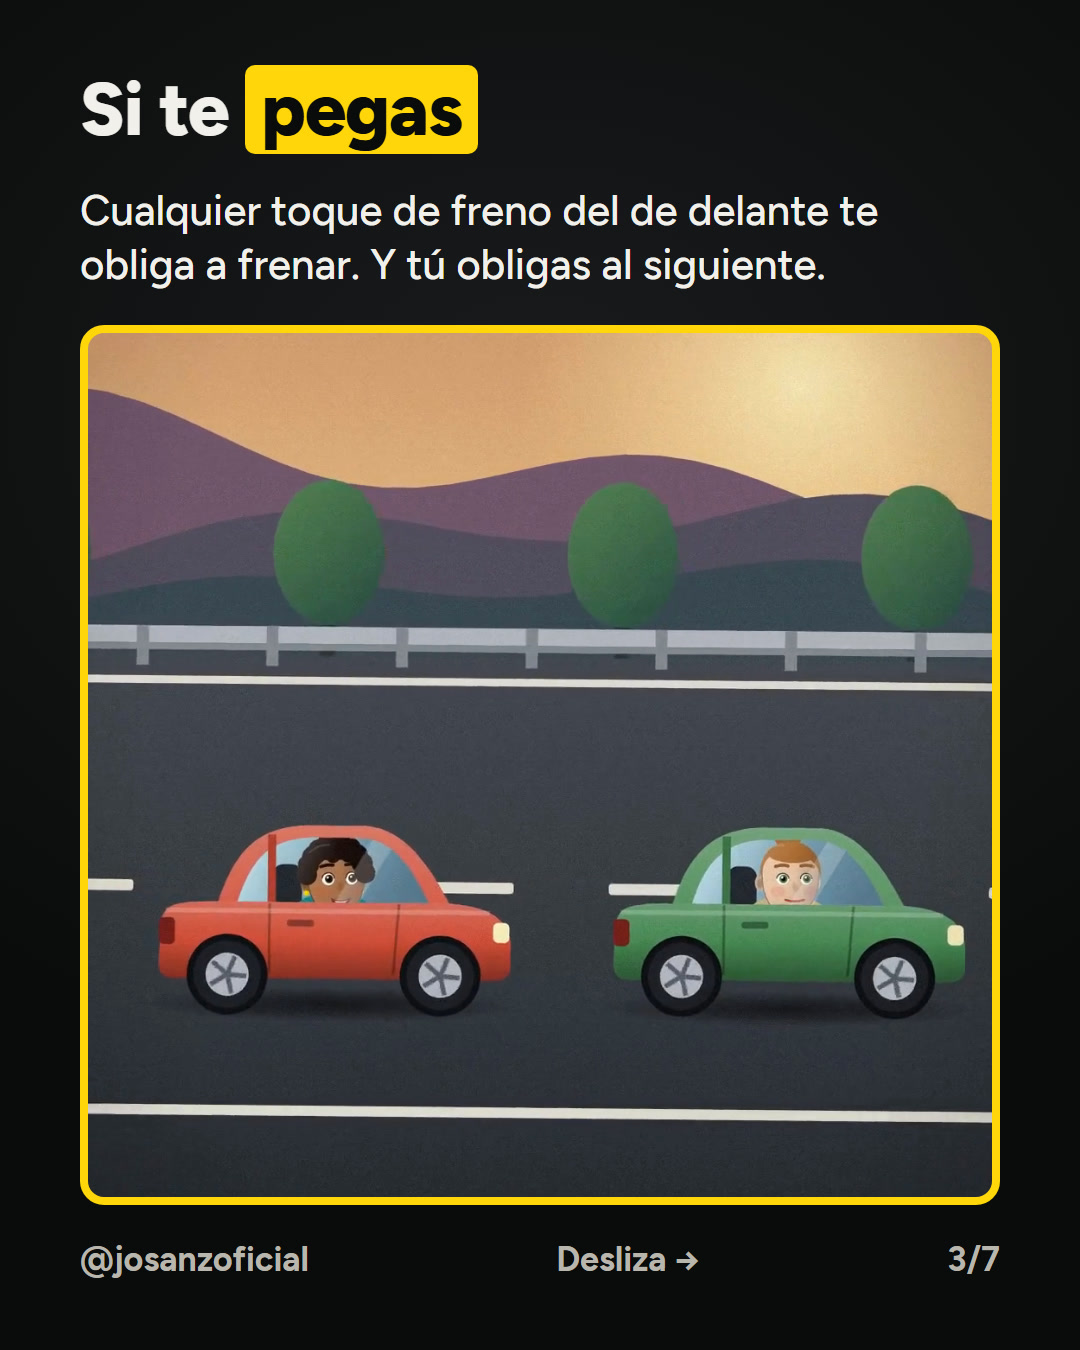 Si te pegas
Cualquier toque de freno del de delante te
obliga a frenar. Y tú obligas al siguiente.
@josanzoficial
Desliza →
3/7